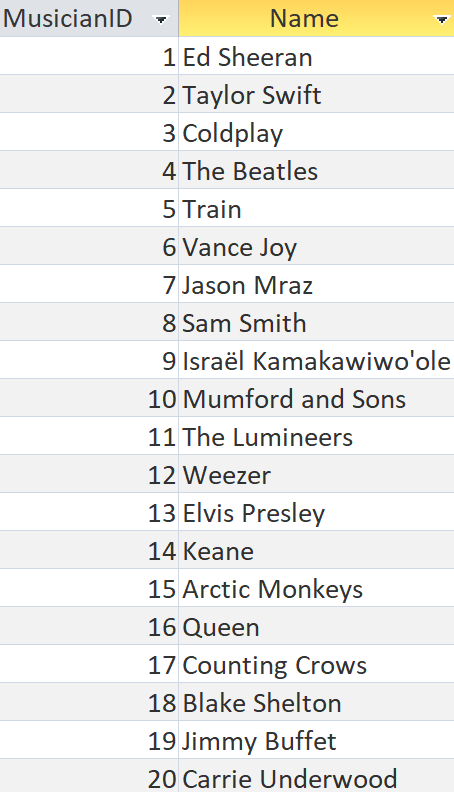 MusicianID Name
1 Ed Sheeran
2 Taylor Swift
3 Coldplay
4 The Beatles
5 Train
6 Vance Joy
7 Jason Mraz
8 Sam Smith
9 Israël Kamakawiwo'ole
10 Mumford and Sons
11 The Lumineers
12 Weezer
13 Elvis Presley
14 Keane
15 Arctic Monkeys
16 Queen
17 Counting Crows
18 Blake Shelton
19 Jimmy Buffet
20 Carrie Underwood